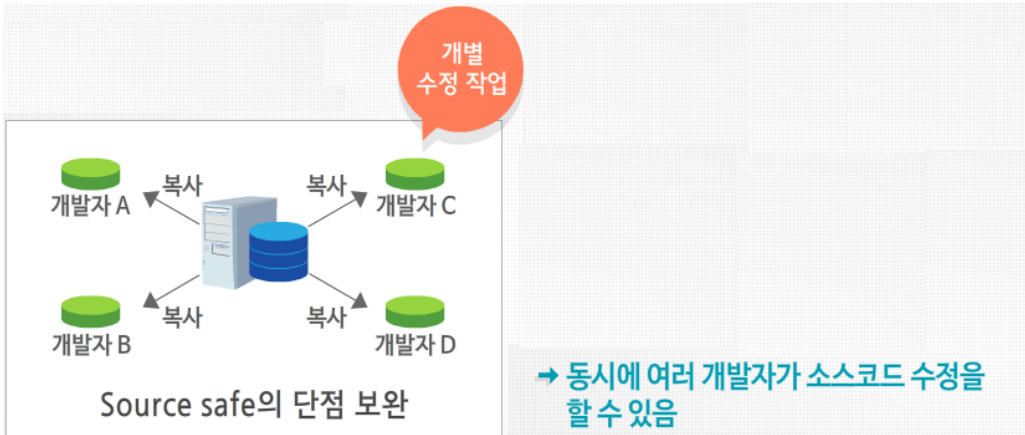 개별
수정 작업
복사
복사
개발자 A
개발자 C
복사
복사
개발자 B
개발자 D
Source safe의 단점 보완
➔ 동시에 여러 개발자가 소스코드 수정을
할 수 있음